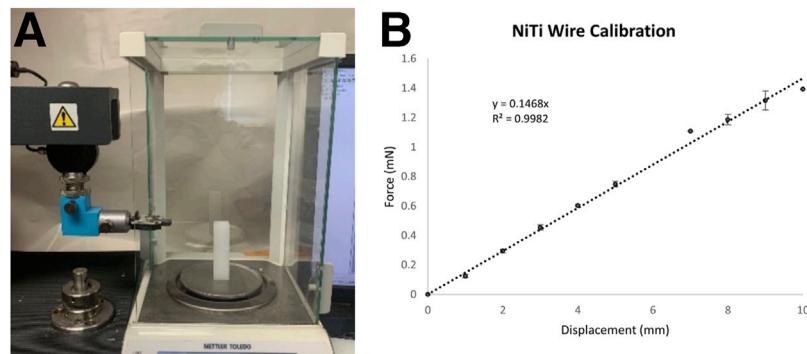 A
METTLER TOLEDO
B
NiTi Wire Calibration
y = 0.1468x
R² = 0.9982
Force (mN)
1.6
1.4
1.2
1
0.8
0.6
0.4
0.2
0
0 2 4 6 8 10
Displacement (mm)